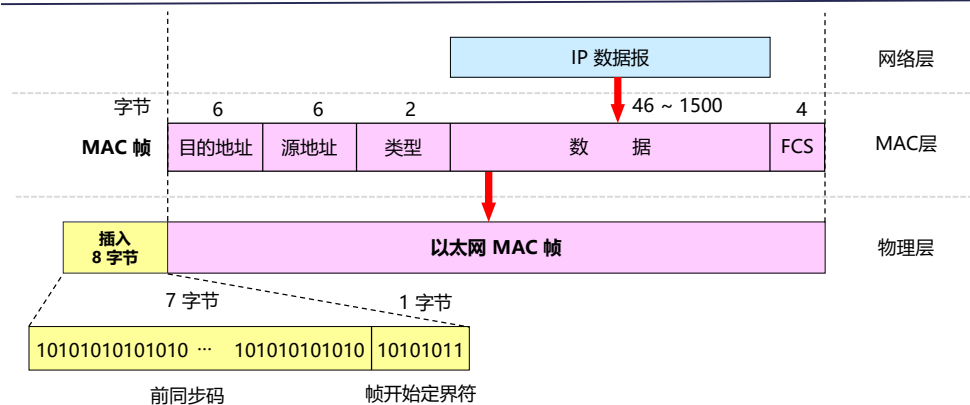 IP 数据报
网络层
字节 6 6 2 46 ~ 1500 4
MAC 帧 目的地址 源地址 类型 数 据 FCS MAC层
插入
8 字节
以太网 MAC 帧 物理层
7 字节 1 字节
10101010101010 ··· 101010101010 10101011
前同步码 帧开始定界符